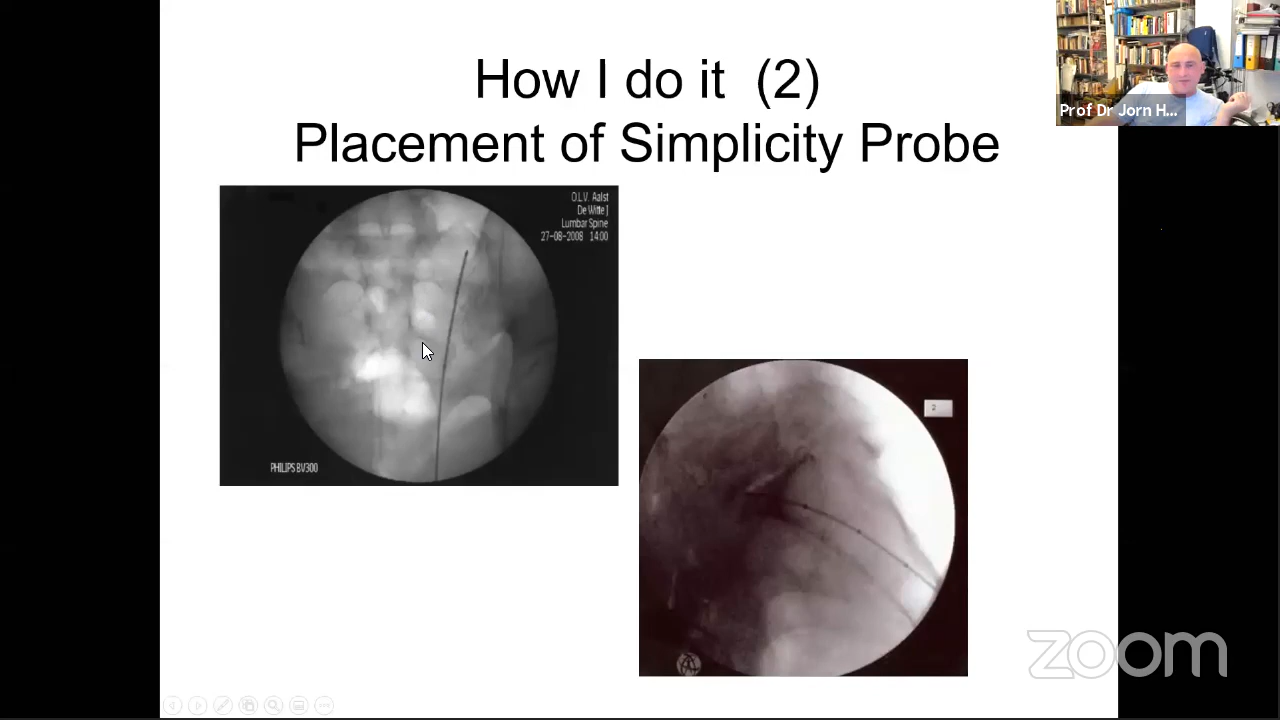 How I do it (2)
Placement of Simplicity Probe
Prof Dr Jorn H...
O.L.V. Aalst
De Witte J
Lumbar Spine
27-08-2008 14:00
PHILIPS BV300
2
zoom